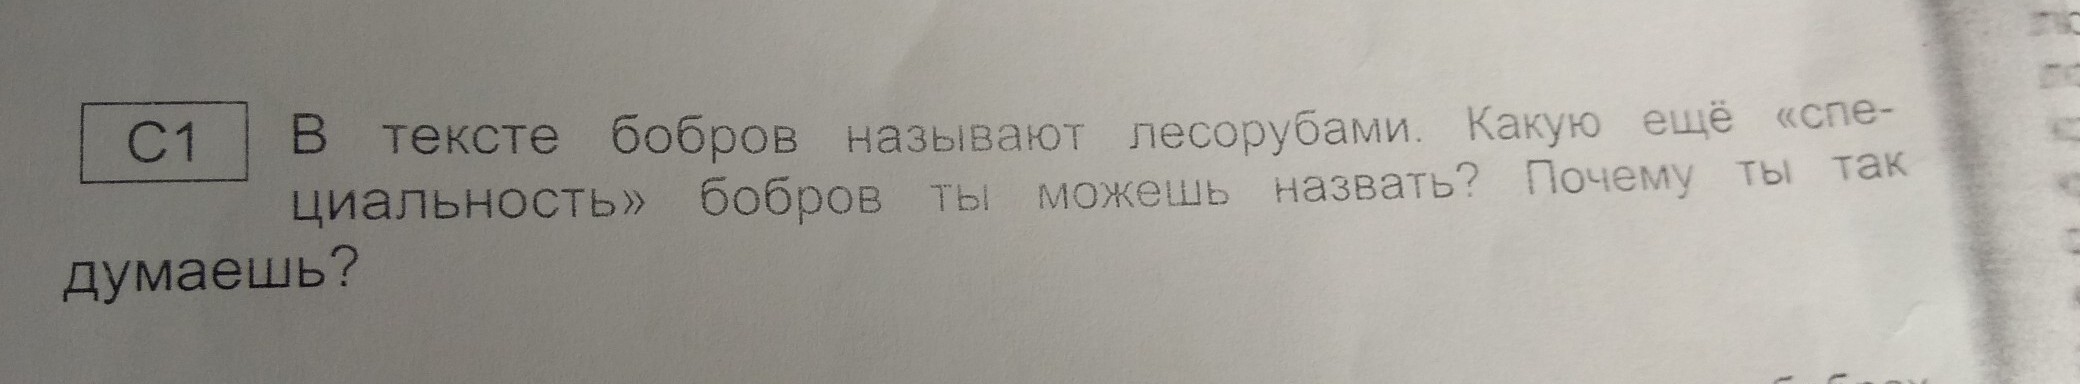 С1 В тексте бобров называют лесорубами. Какую ещё «спе-
циальность» бобров ты можешь назвать? Почему ты так
думаешь?